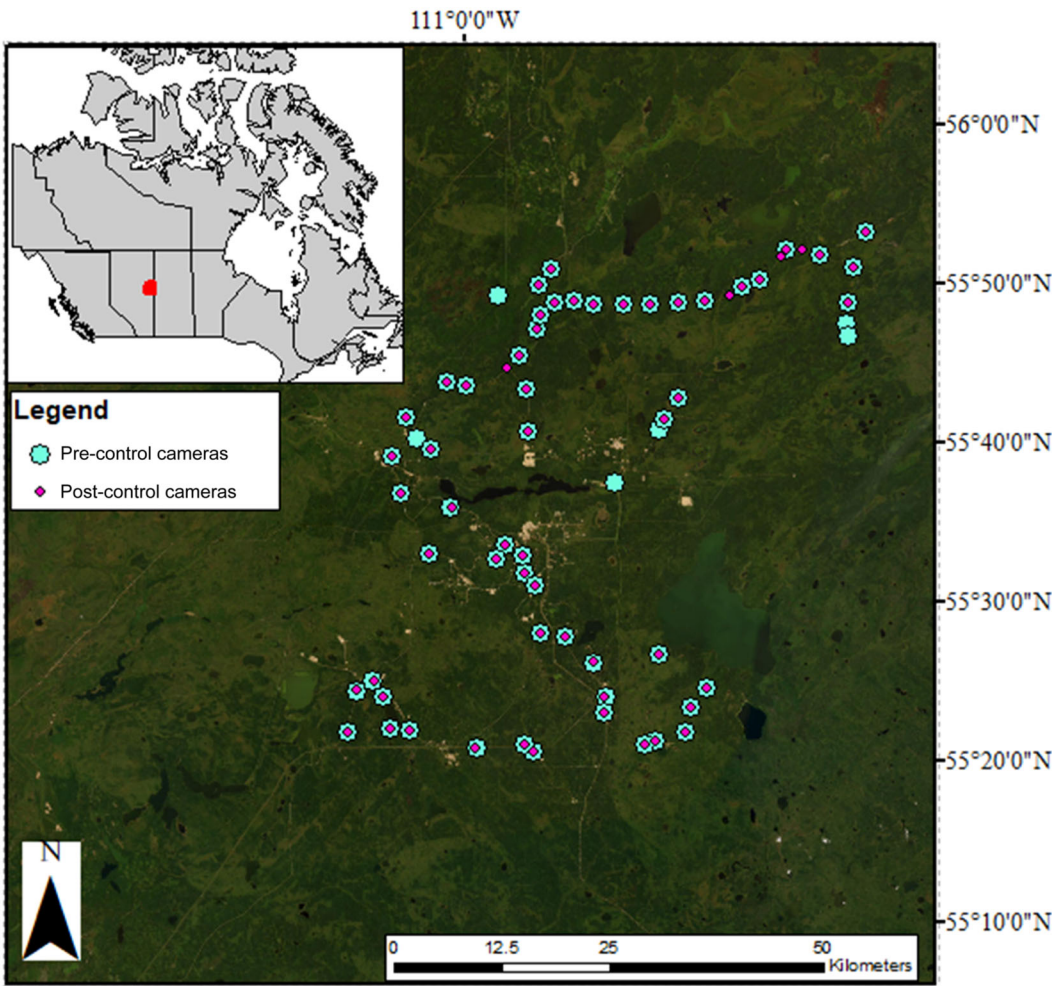 111°0'0"W
56°0'0"N
55°50'0"N
Legend
Pre-control cameras
Post-control cameras
55°40'0"N
55°30'0"N
55°20'0"N
N
55°10'0"N
0 12.5 25 50
Kilometers